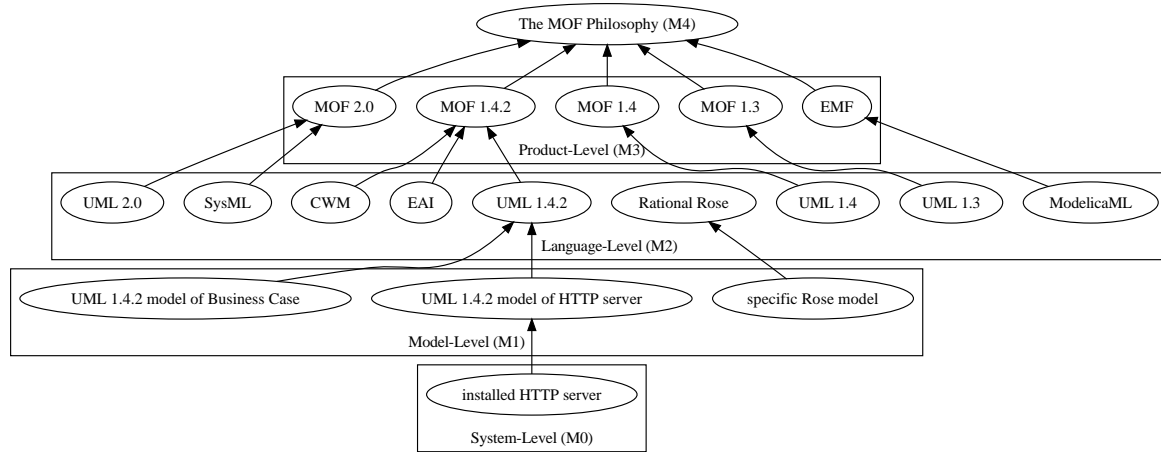 The MOF Philosophy (M4)
MOF 2.0
MOF 1.4.2
MOF 1.4
MOF 1.3
EMF
Product-Level (M3)
UML 2.0
SysML
CWM
EAI
UML 1.4.2
Rational Rose
UML 1.4
UML 1.3
ModelicaML
Language-Level (M2)
UML 1.4.2 model of Business Case
UML 1.4.2 model of HTTP server
specific Rose model
Model-Level (M1)
installed HTTP server
System-Level (M0)